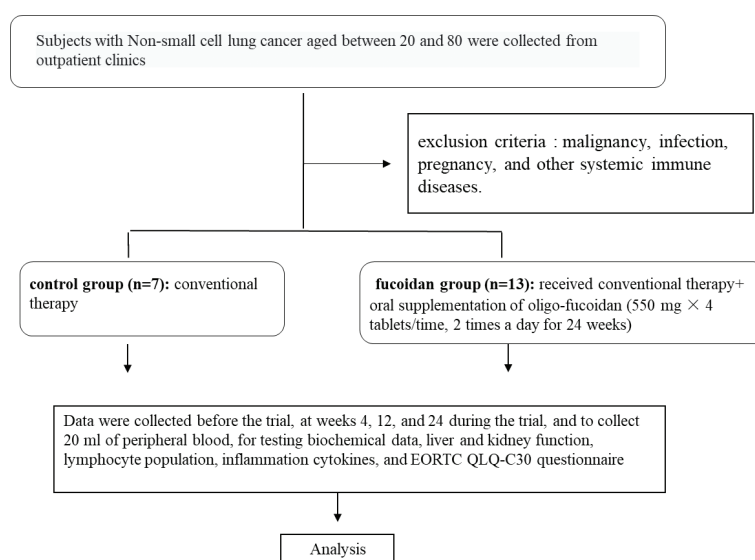 Subjects with Non-small cell lung cancer aged between 20 and 80 were collected from
outpatient clinics
exclusion criteria : malignancy, infection,
pregnancy, and other systemic immune
diseases.
control group (n=7): conventional
therapy
fucoidan group (n=13): received conventional therapy+
oral supplementation of oligo-fucoidan (550 mg × 4
tablets/time, 2 times a day for 24 weeks)
Data were collected before the trial, at weeks 4, 12, and 24 during the trial, and to collect
20 ml of peripheral blood, for testing biochemical data, liver and kidney function,
lymphocyte population, inflammation cytokines, and EORTC QLQ-C30 questionnaire
Analysis